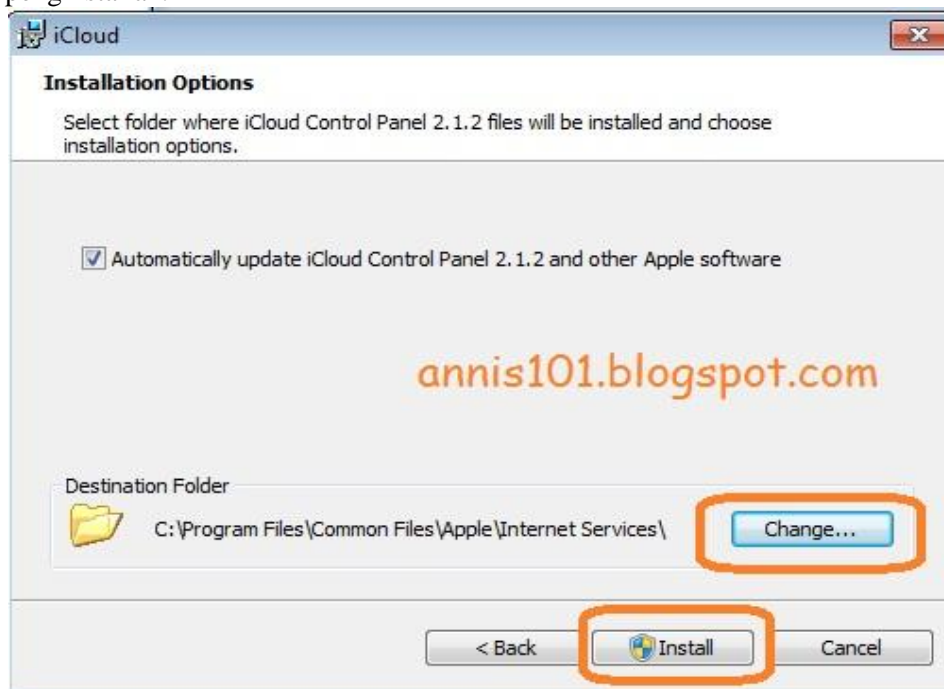 iCloud
Installation Options
Select folder where iCloud Control Panel 2.1.2 files will be installed and choose
installation options.
Automatically update iCloud Control Panel 2.1.2 and other Apple software
annis101.blogspot.com
Destination Folder
C:\Program Files\Common Files\Apple\Internet Services\
Change...
< Back
Install
Cancel